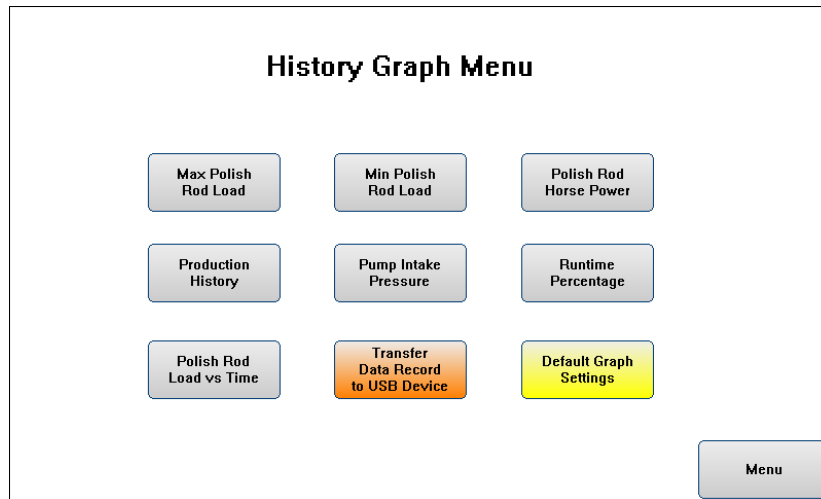 History Graph Menu
Max Polish
Rod Load
Min Polish
Rod Load
Polish Rod
Horse Power
Production
History
Pump Intake
Pressure
Runtime
Percentage
Polish Rod
Load vs Time
Transfer
Data Record
to USB Device
Default Graph
Settings
Menu